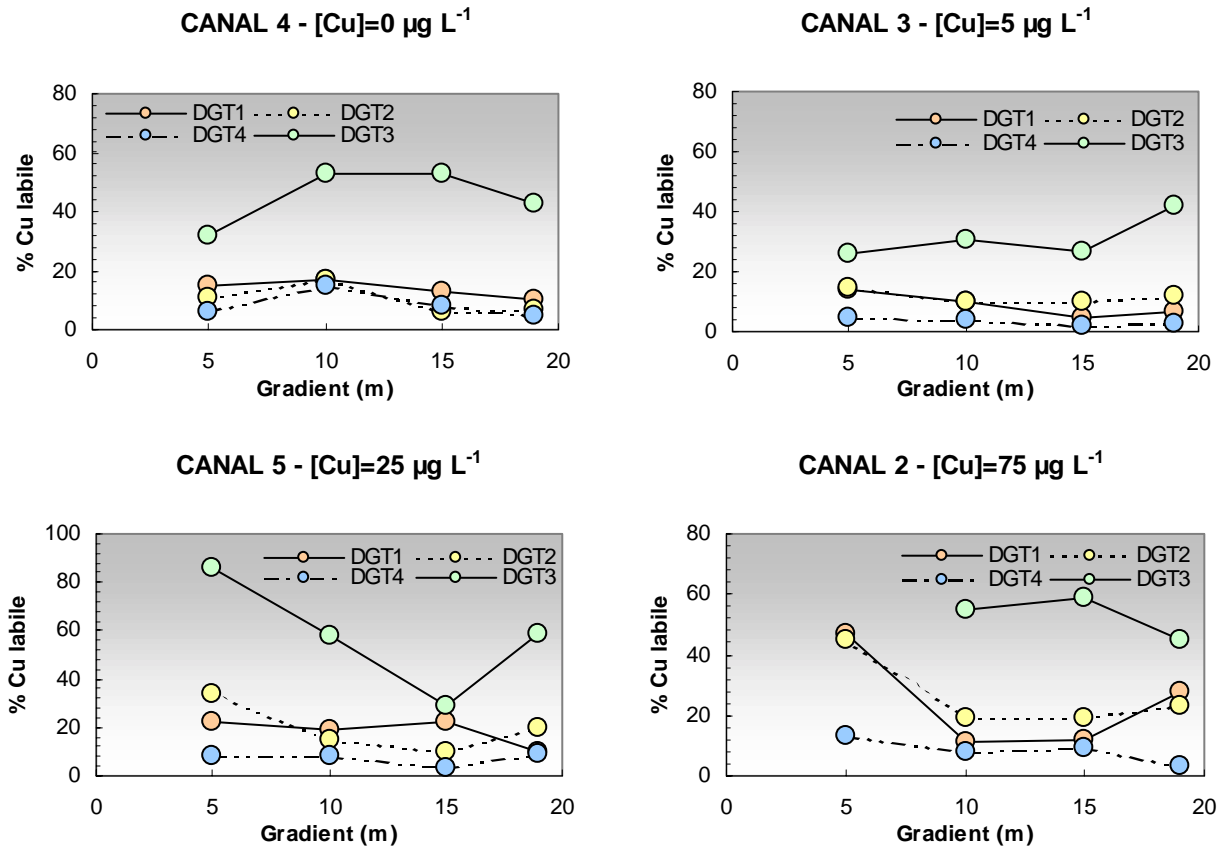 CANAL 4 - [Cu]=0 µg L⁻¹
80
60
40
20
0
% Cu labile
DGT1 DGT2
DGT4 DGT3
0 5 10 15 20
Gradient (m)
CANAL 3 - [Cu]=5 µg L⁻¹
80
60
40
20
0
% Cu labile
DGT1 DGT2
DGT4 DGT3
0 5 10 15 20
Gradient (m)
CANAL 5 - [Cu]=25 µg L⁻¹
100
80
60
40
20
0
% Cu labile
DGT1 DGT2
DGT4 DGT3
0 5 10 15 20
Gradient (m)
CANAL 2 - [Cu]=75 µg L⁻¹
80
60
40
20
0
% Cu labile
DGT1 DGT2
DGT4 DGT3
0 5 10 15 20
Gradient (m)